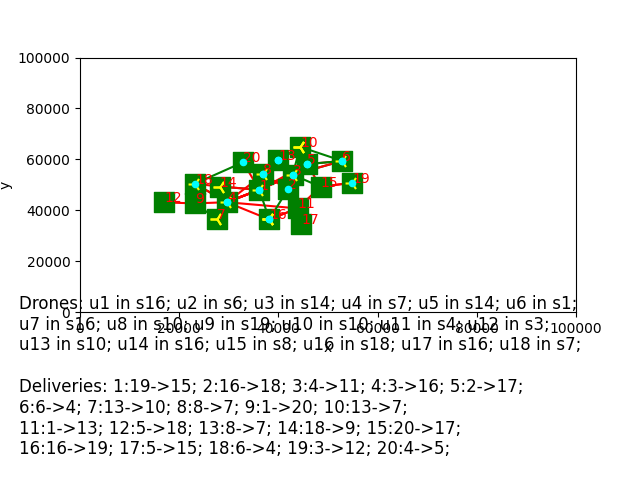 100000
80000
60000
40000
20000
0
0 20000 40000 60000 80000 100000
x
y
Drones: u1 in s16; u2 in s6; u3 in s14; u4 in s7; u5 in s14; u6 in s1;
u7 in s16; u8 in s10; u9 in s19; u10 in s10; u11 in s4; u12 in s3;
u13 in s10; u14 in s16; u15 in s8; u16 in s18; u17 in s16; u18 in s7;
Deliveries: 1:19->15; 2:16->18; 3:4->11; 4:3->16; 5:2->17;
6:6->4; 7:13->10; 8:8->7; 9:1->20; 10:13->7;
11:1->13; 12:5->18; 13:8->7; 14:18->9; 15:20->17;
16:16->19; 17:5->15; 18:6->4; 19:3->12; 20:4->5;